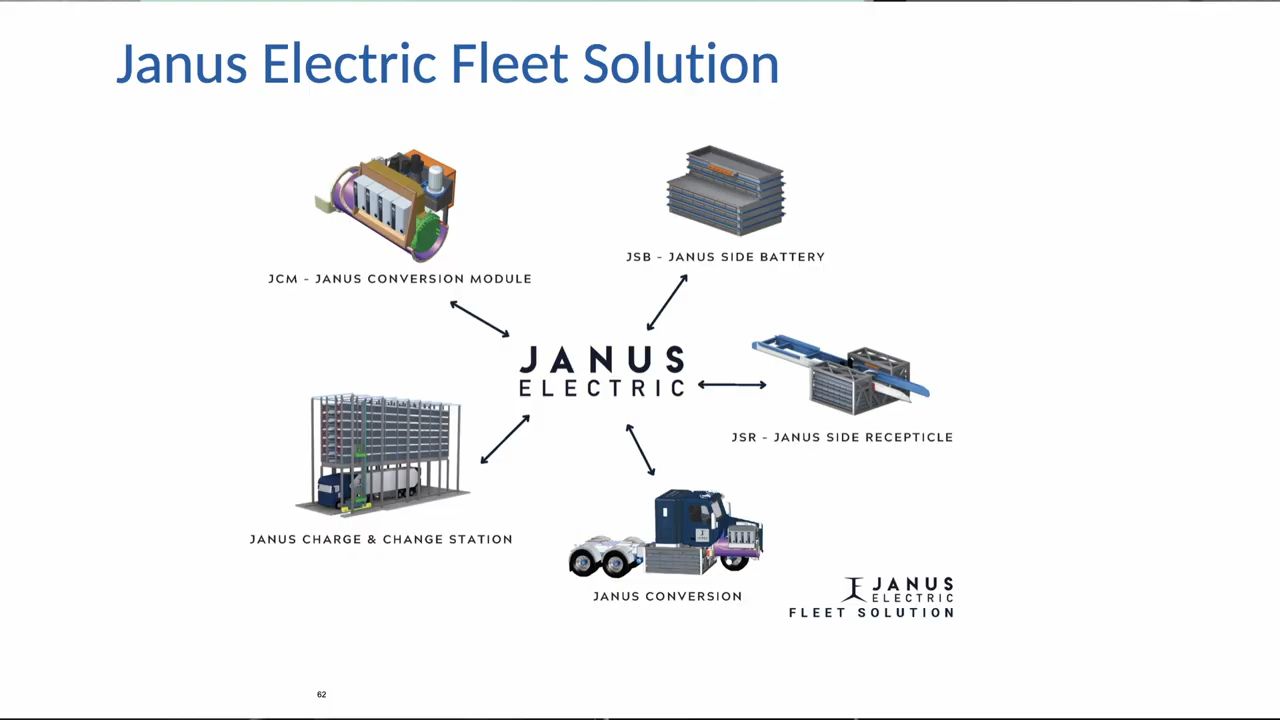 Janus Electric Fleet Solution
JCM - JANUS CONVERSION MODULE
JSB - JANUS SIDE BATTERY
JANUS
ELECTRIC
JSR - JANUS SIDE RECEPTICLE
JANUS CHARGE & CHANGE STATION
JANUS CONVERSION
JANUS
ELECTRIC
FLEET SOLUTION
62